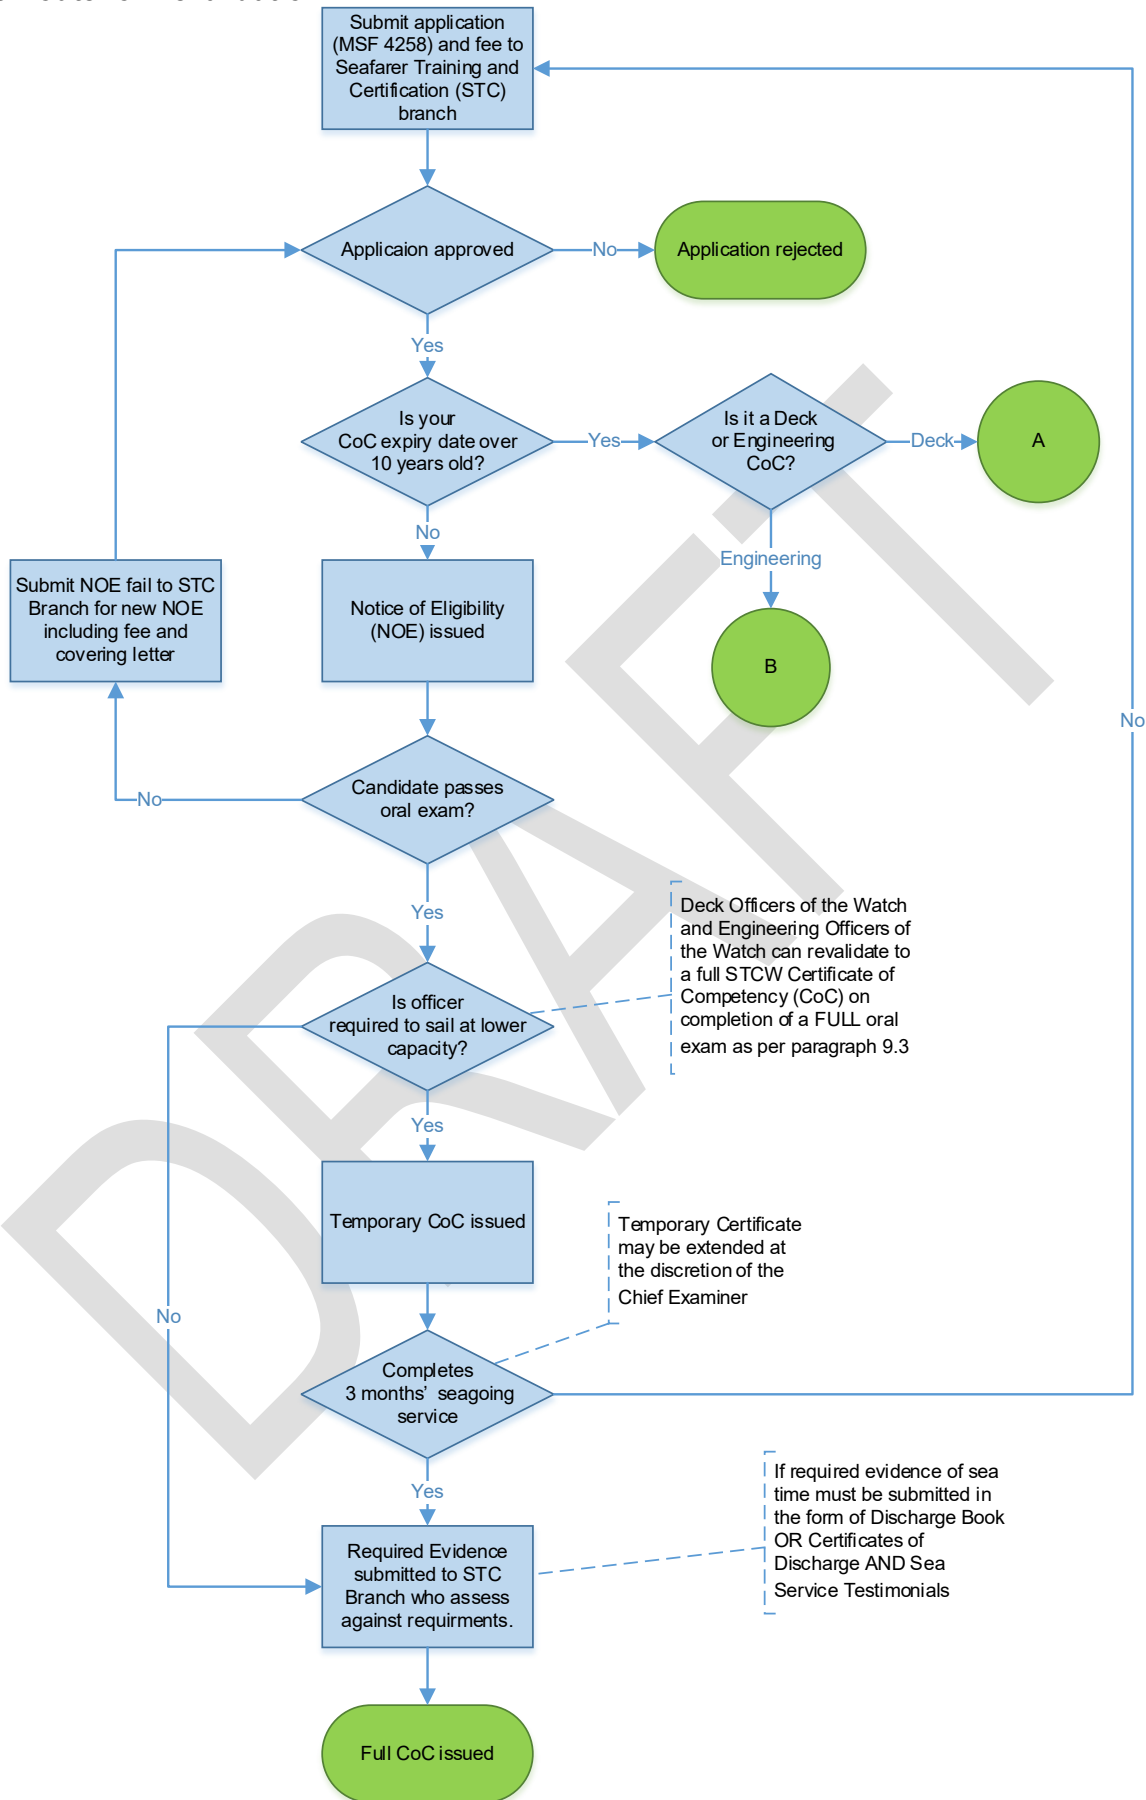 Submit application
(MSF 4258) and fee to
Seafarer Training and
Certification (STC)
branch
Applicaion approved
No
Application rejected
Yes
Is your
CoC expiry date over
10 years old?
Yes
Is it a Deck
or Engineering
CoC?
Deck
A
No
Engineering
Submit NOE fail to STC
Branch for new NOE
including fee and
covering letter
Notice of Eligibility
(NOE) issued
B
No
Candidate passes
oral exam?
No
Yes
Deck Officers of the Watch
and Engineering Officers of
the Watch can revalidate to
a full STCW Certificate of
Competency (CoC) on
completion of a FULL oral
exam as per paragraph 9.3
Is officer
required to sail at lower
capacity?
Yes
Temporary CoC issued
Temporary Certificate
may be extended at
the discretion of the
Chief Examiner
No
Completes
3 months' seagoing
service
Yes
If required evidence of sea
time must be submitted in
the form of Discharge Book
OR Certificates of
Discharge AND Sea
Service Testimonials
Required Evidence
submitted to STC
Branch who assess
against requirments.
Full CoC issued
DRAFT